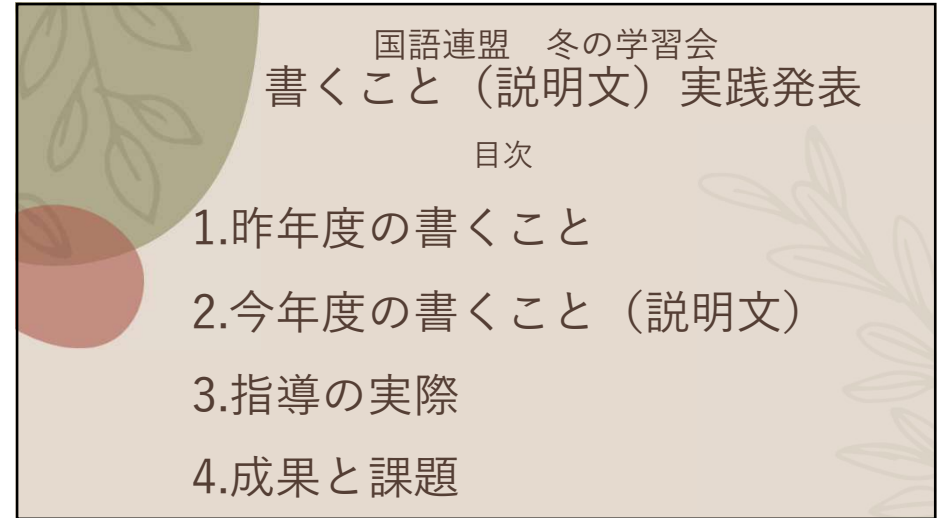 国語連盟　冬の学習会
書くこと（説明文）実践発表
目次
1.昨年度の書くこと
2.今年度の書くこと（説明文）
3.指導の実際
4.成果と課題